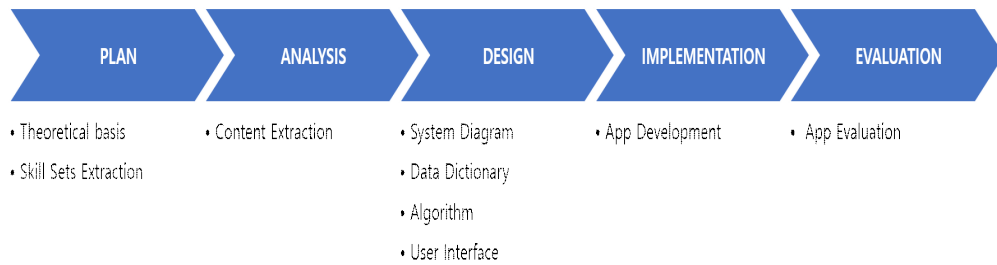 PLAN
ANALYSIS
DESIGN
IMPLEMENTATION
EVALUATION
• Theoretical basis
• Skill Sets Extraction
• Content Extraction
• System Diagram
• Data Dictionary
• Algorithm
• User Interface
• App Development
• App Evaluation